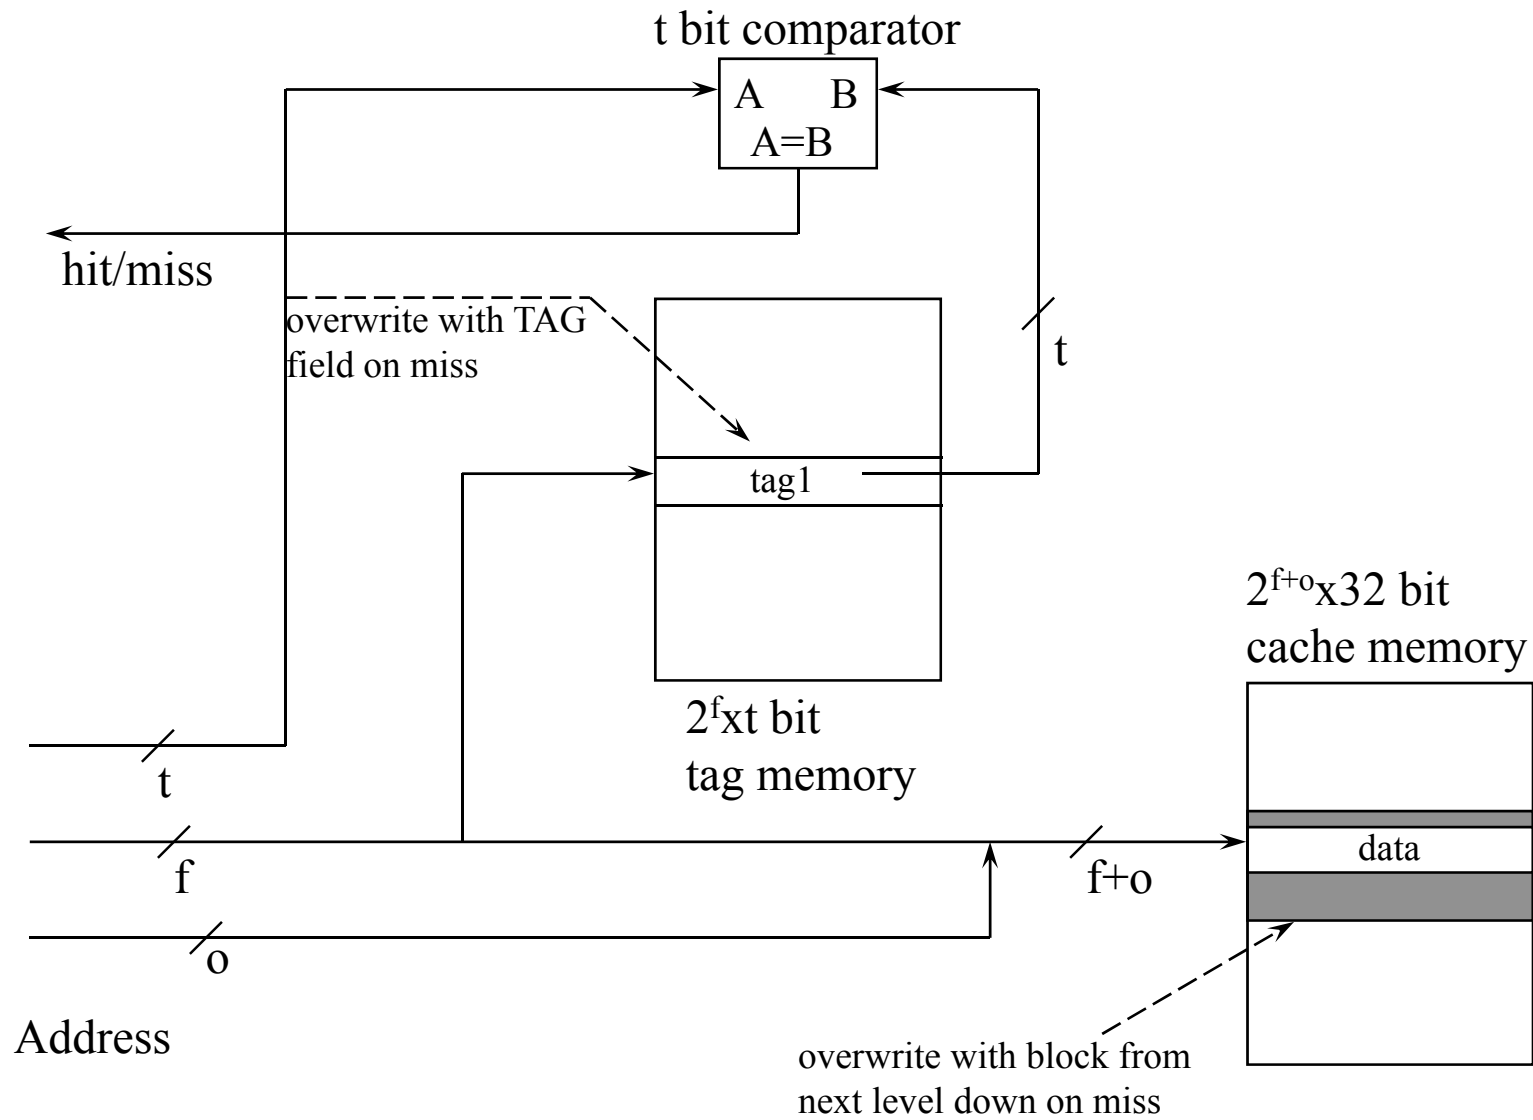 t bit comparator
A B
A=B
hit/miss
overwrite with TAG
field on miss
t
tag1
2^{f+o}x32 bit
cache memory
2^fxt bit
tag memory
t
f
f+o
data
o
Address
overwrite with block from
next level down on miss